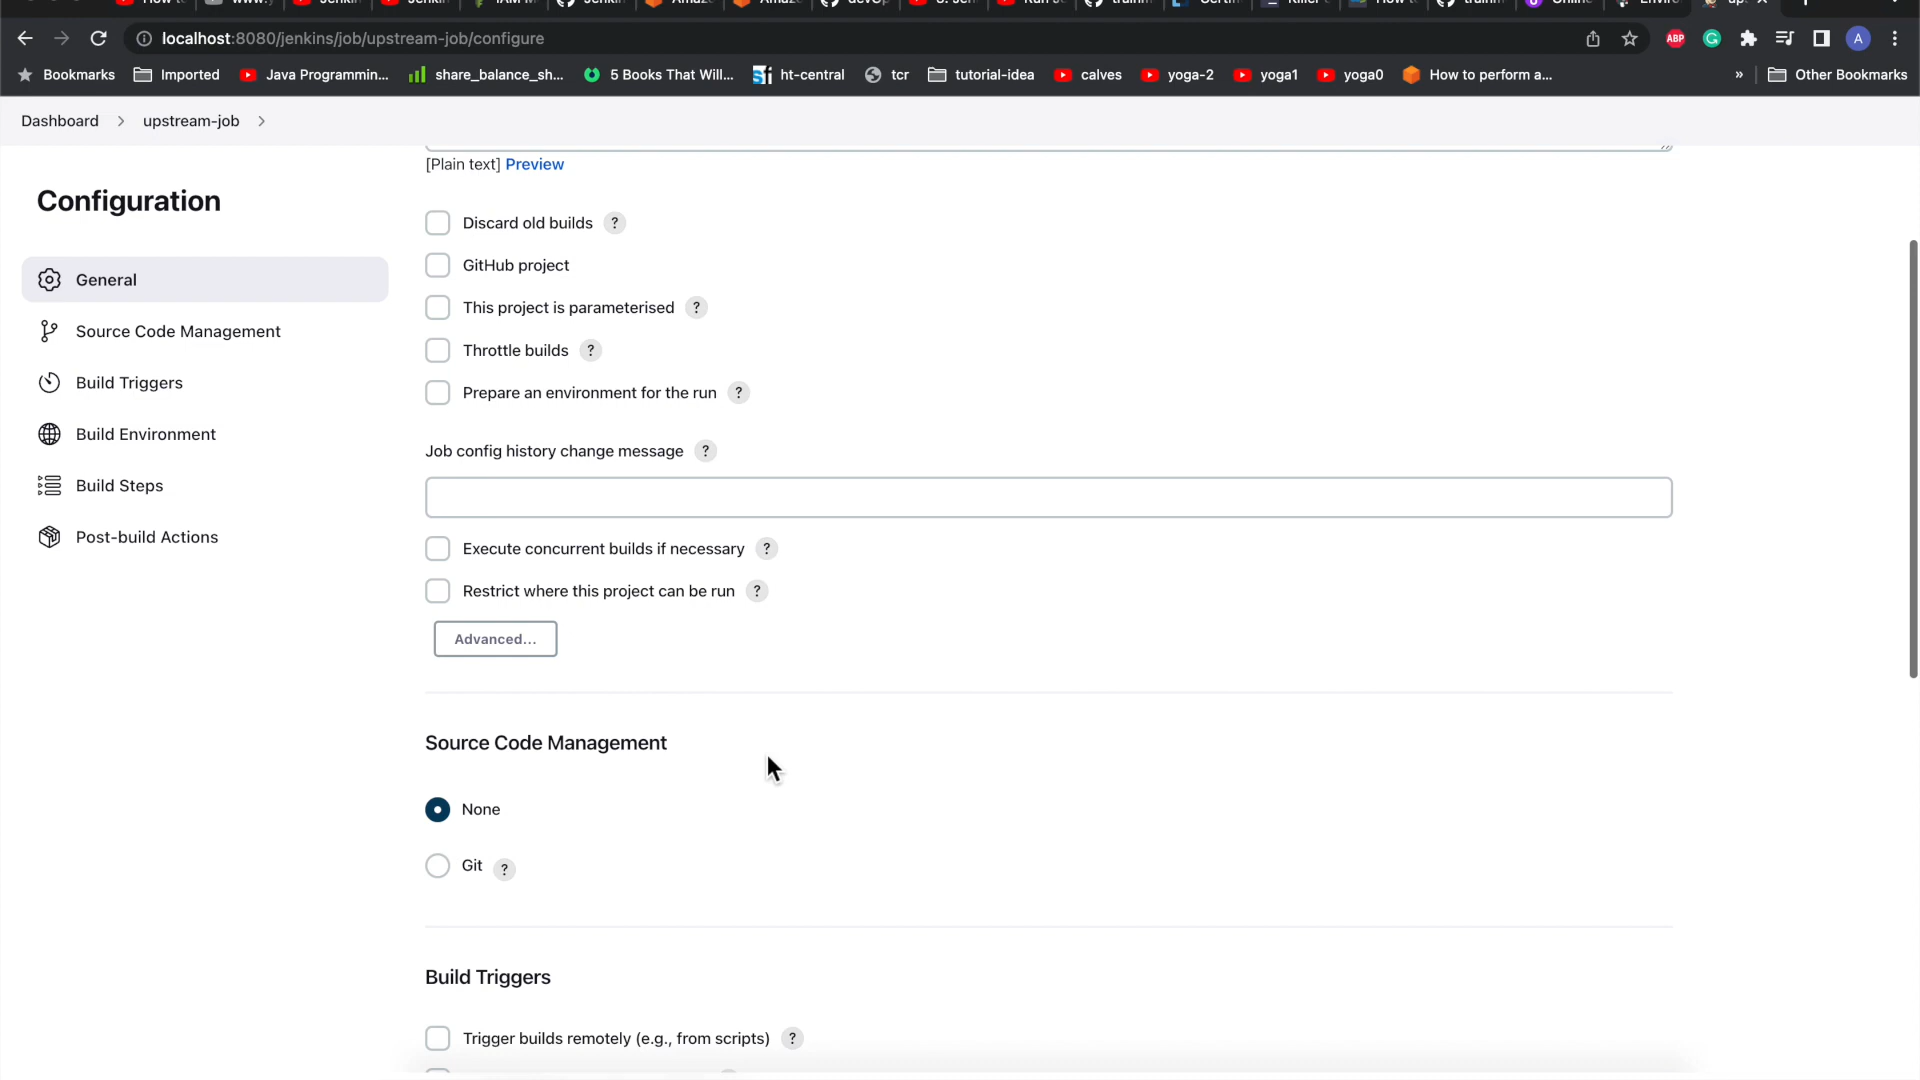 localhost:8080/jenkins/job/upstream-job/configure
ABP
A
Bookmarks
Imported
Java Programmin...
share_balance_sh...
5 Books That Will...
ht-central
tcr
tutorial-idea
calves
yoga-2
yoga1
yoga0
How to perform a...
»
Other Bookmarks
Dashboard > upstream-job >
[Plain text] Preview
Configuration
General
Source Code Management
Build Triggers
Build Environment
Build Steps
Post-build Actions
Discard old builds ?
GitHub project
This project is parameterised ?
Throttle builds ?
Prepare an environment for the run ?
Job config history change message ?
Execute concurrent builds if necessary ?
Restrict where this project can be run ?
Advanced...
Source Code Management
None
Git ?
Build Triggers
Trigger builds remotely (e.g., from scripts) ?